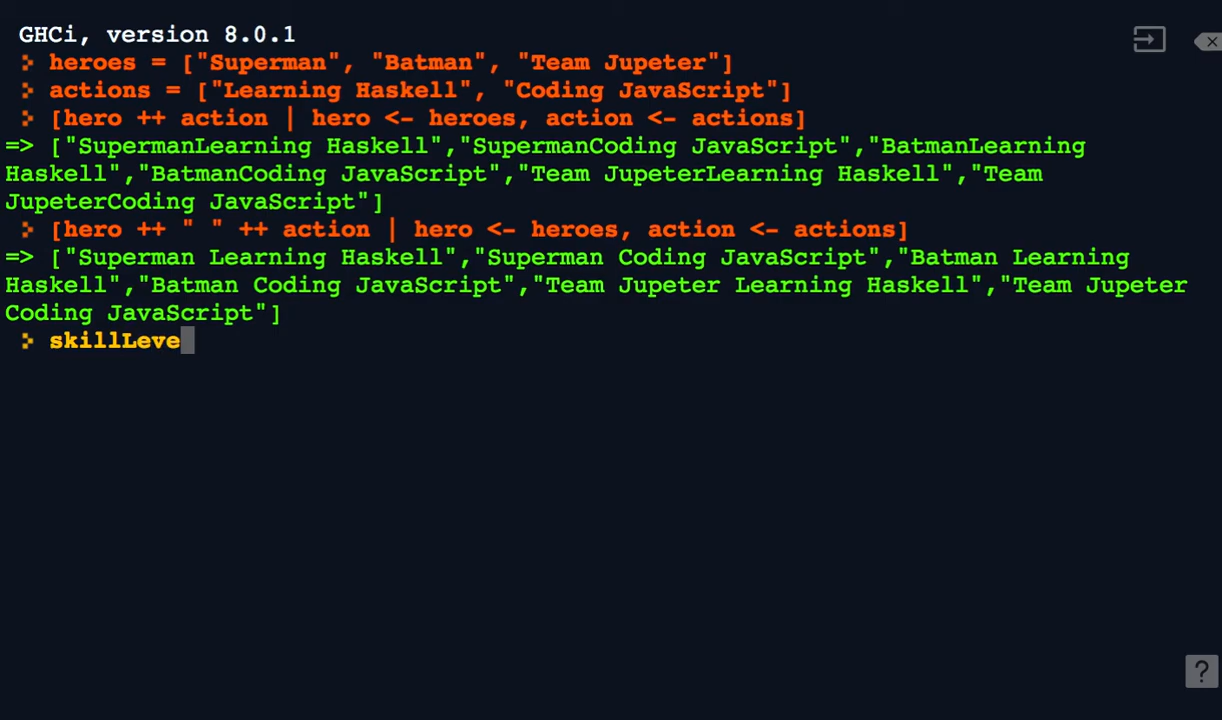 GHCi, version 8.0.1
heroes = ["Superman", "Batman", "Team Jupeter"]
actions = ["Learning Haskell", "Coding JavaScript"]
[hero ++ action | hero <- heroes, action <- actions]
=> ["SupermanLearning Haskell","SupermanCoding JavaScript","BatmanLearning
Haskell","BatmanCoding JavaScript","Team JupeterLearning Haskell","Team
JupeterCoding JavaScript"]
[hero ++ " " ++ action | hero <- heroes, action <- actions]
=> ["Superman Learning Haskell","Superman Coding JavaScript","Batman Learning
Haskell","Batman Coding JavaScript","Team Jupeter Learning Haskell","Team Jupeter
Coding JavaScript"]
skillLeve
?